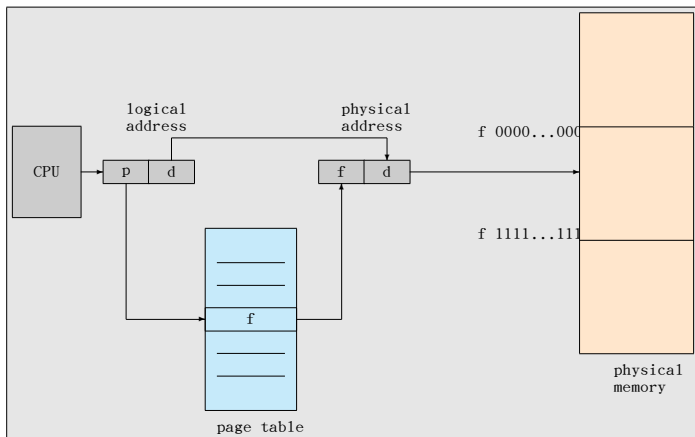 logical
address
physical
address
f 0000...000
CPU
p
d
f
d
f 1111...111
f
physical
memory
page table